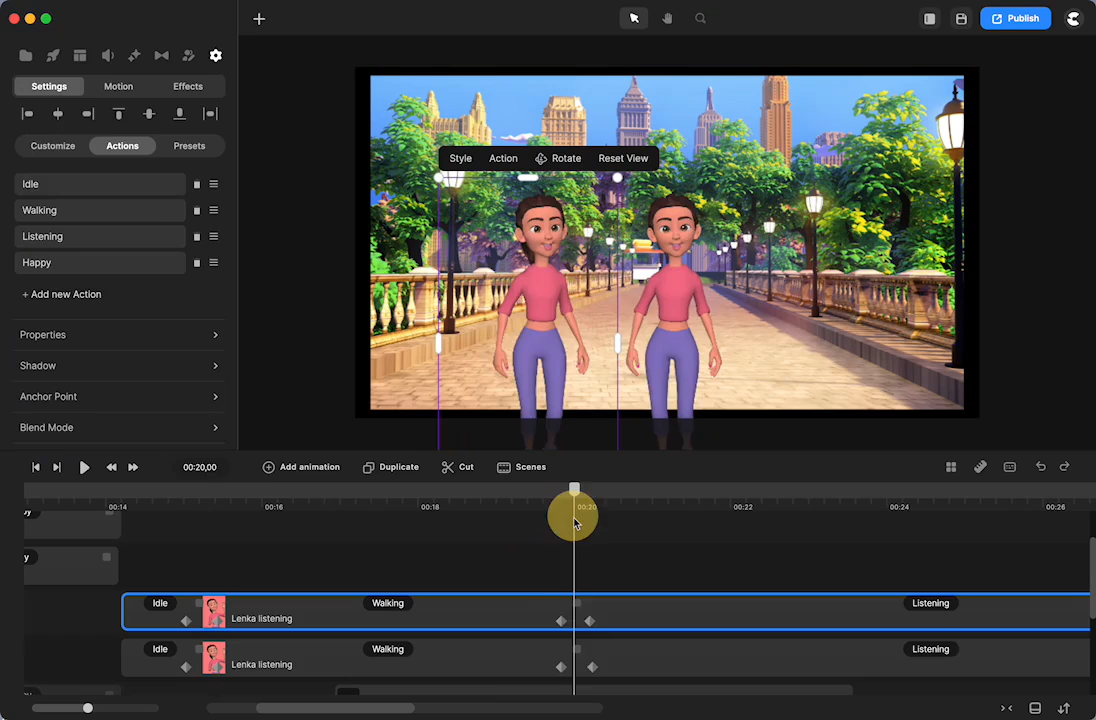 Publish
Settings
Motion
Effects
Customize
Actions
Presets
Idle
Walking
Listening
Happy
+ Add new Action
Properties
Shadow
Anchor Point
Blend Mode
Style
Action
Rotate
Reset View
00:20,00
Add animation
Duplicate
Cut
Scenes
00:14
00:16
00:18
00:20
00:22
00:24
00:26
Idle
Walking
Listening
Lenka listening
Idle
Walking
Listening
Lenka listening